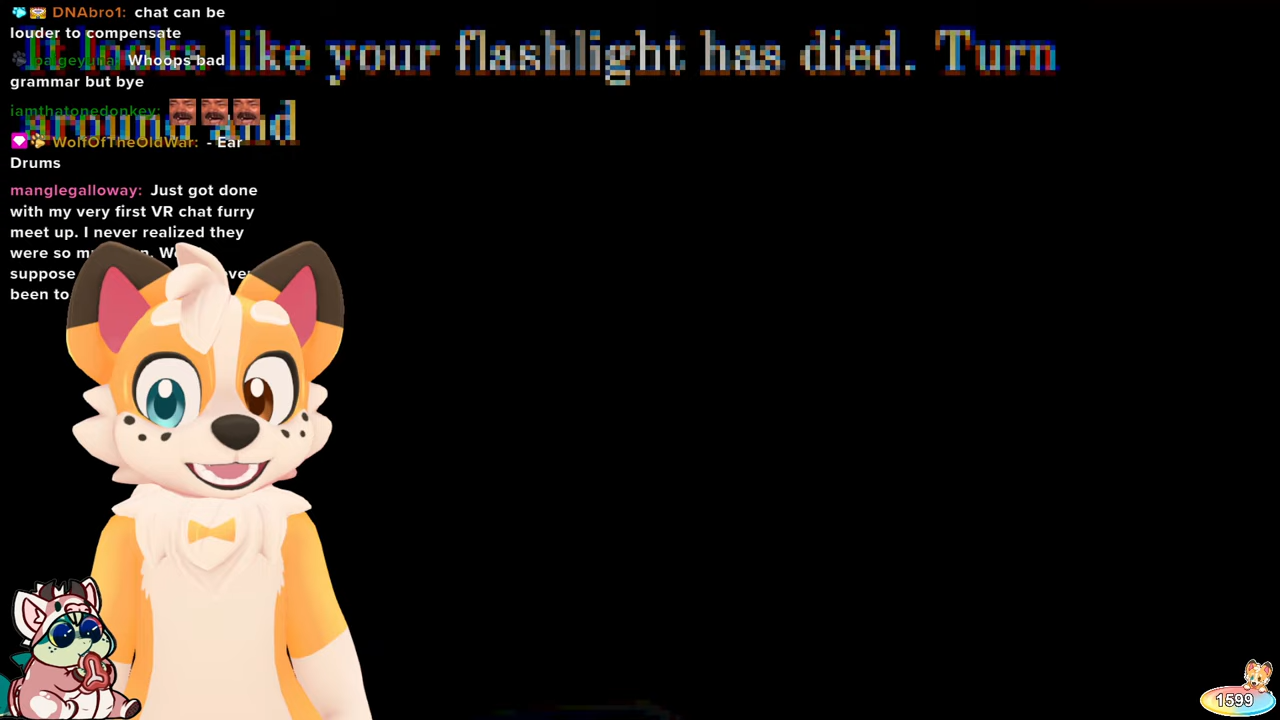 It looks like your flashlight has died. Turn
around and
DNAbro1: chat can be
louder to compensate
paigeyuna: Whoops bad
grammar but bye
iamthatonedonkey:
WolfOfTheOldWar: - Ear
Drums
manglegalloway: Just got done
with my very first VR chat furry
meet up. I never realized they
were so
suppose
been to
1599